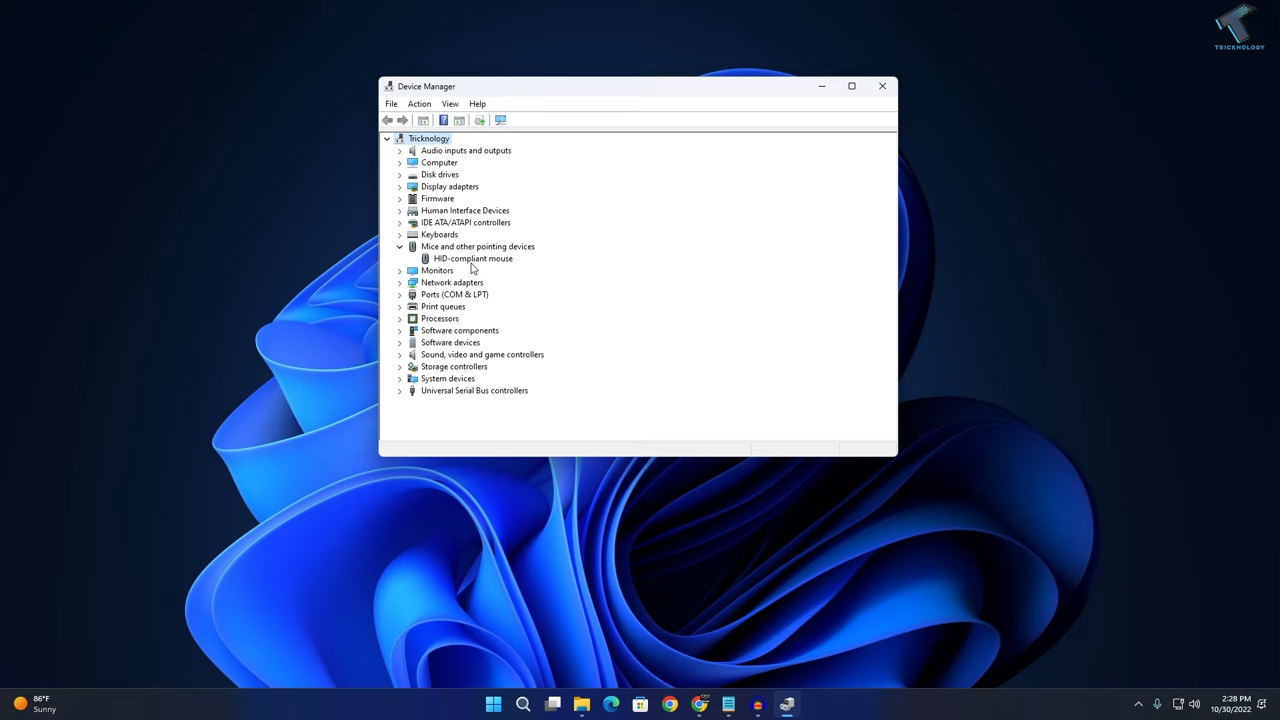 TRICKNOLOGY
Device Manager
File Action View Help
Tricknology
Audio inputs and outputs
Computer
Disk drives
Display adapters
Firmware
Human Interface Devices
IDE ATA/ATAPI controllers
Keyboards
Mice and other pointing devices
HID-compliant mouse
Monitors
Network adapters
Ports (COM & LPT)
Print queues
Processors
Software components
Software devices
Sound, video and game controllers
Storage controllers
System devices
Universal Serial Bus controllers
86°F
Sunny
2:28 PM
10/30/2022